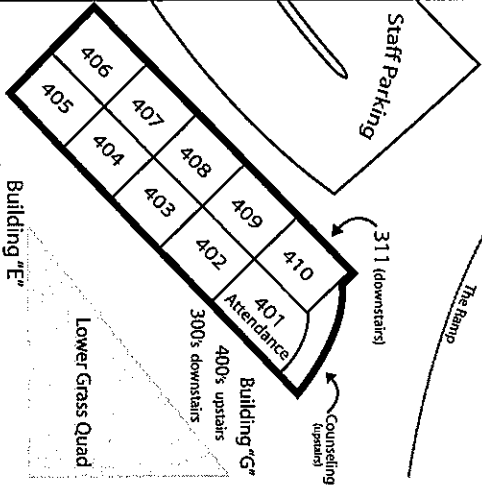 Staff Parking
The Ramp
311 (downstairs)
Counseling
(upstairs)
406
407
408
409
410
405
404
403
402
401
Attendance
Building "G"
400's upstairs
300's downstairs
Building "E"
Lower Grass Quad